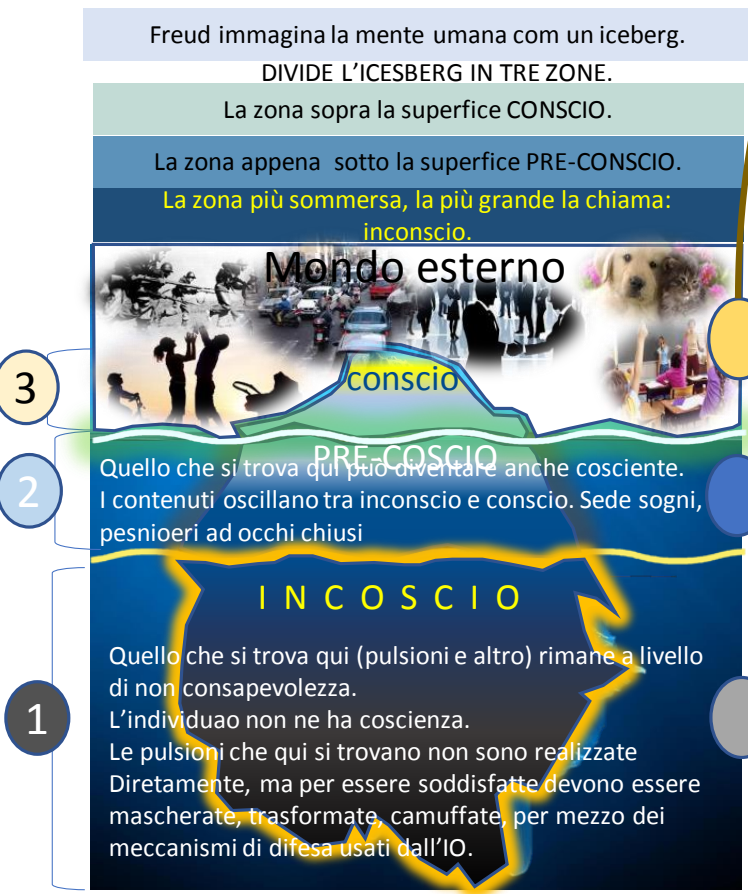 Freud immagina la mente umana com un iceberg.
DIVIDE L'ICESBERG IN TRE ZONE.
La zona sopra la superfice CONSCIO.
La zona appena sotto la superfice PRE-CONSCIO.
La zona più sommersa, la più grande la chiama:
inconscio.
Mondo esterno
3
conscio
PRE-COSCIO
2
Quello che si trova qui può diventare anche cosciente.
I contenuti oscillano tra inconscio e conscio. Sede sogni,
pesnioeri ad occhi chiusi
INCOSCIO
1
Quello che si trova qui (pulsioni e altro) rimane a livello
di non consapevolezza.
L'individuao non ne ha coscienza.
Le pulsioni che qui si trovano non sono realizzate
Diretamente, ma per essere soddisfatte devono essere
mascherate, trasformate, camuffate, per mezzo dei
meccanismi di difesa usati dall'IO.